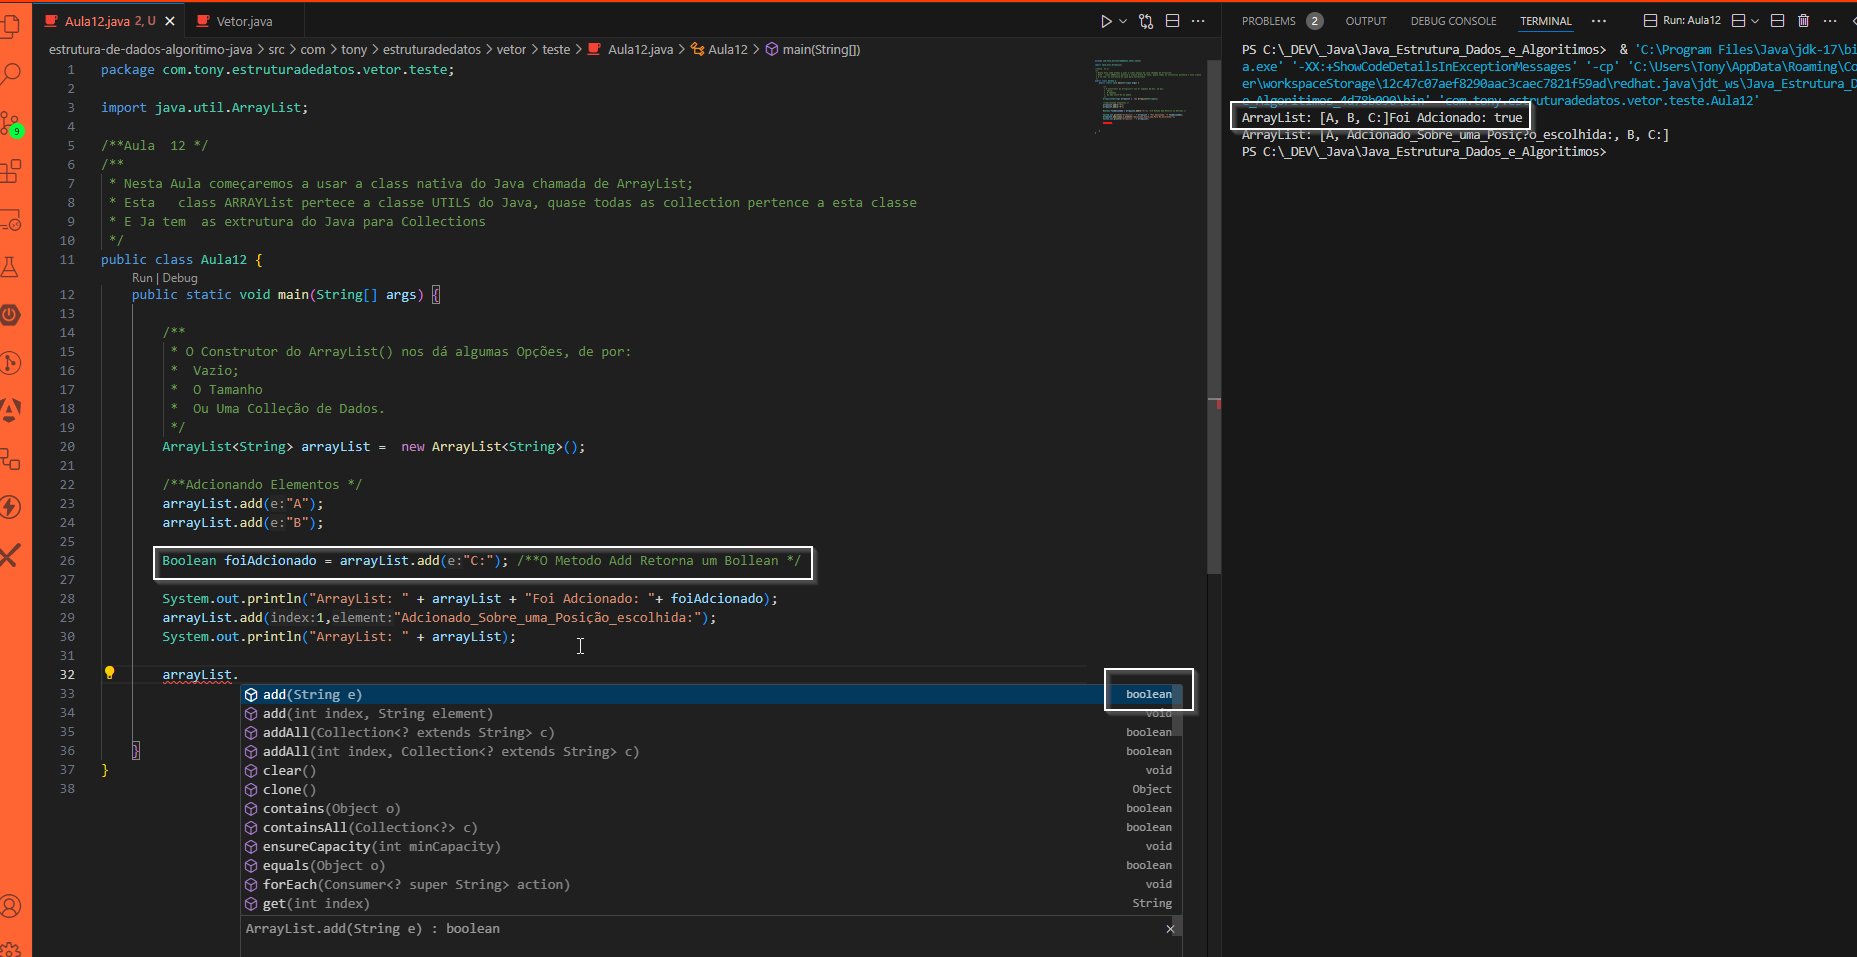 Aula12.java 2, U
Vetor.java
estrutura-de-dados-algoritimo-java > src > com > tony > estruturadedatos > vetor > teste > Aula12.java > Aula12 > main(String[])
1 package com.tony.estruturadedatos.vetor.teste;
2
3 import java.util.ArrayList;
4
5 /**Aula  12 */
6 /**
7  * Nesta Aula começaremos a usar a class nativa do Java chamada de ArrayList;
8  * Esta   class ARRAYList pertece a classe UTILS do Java, quase todas as collection pertence a esta classe
9  * E Ja tem  as extrutura do Java para Collections
10  */
11 public class Aula12 {
Run | Debug
12     public static void main(String[] args) {
13
14         /**
15          * O Construtor do ArrayList() nos dá algumas Opções, de por:
16          *  Vazio;
17          *  O Tamanho
18          *  Ou Uma Colleção de Dados.
19          */
20         ArrayList<String> arrayList =  new ArrayList<String>();
21
22         /**Adcionando Elementos */
23         arrayList.add(e:"A");
24         arrayList.add(e:"B");
25
26         Boolean foiAdcionado = arrayList.add(e:"C:"); /**O Metodo Add Retorna um Bollean */
27
28         System.out.println("ArrayList: " + arrayList + "Foi Adcionado: "+ foiAdcionado);
29         arrayList.add(index:1,element:"Adcionado_Sobre_uma_Posição_escolhida:");
30         System.out.println("ArrayList: " + arrayList);
31
32         arrayList.
33
34
35
36     }
37 }
38
add(String e) boolean
add(int index, String element) void
addAll(Collection<? extends String> c) boolean
addAll(int index, Collection<? extends String> c) boolean
clear() void
clone() Object
contains(Object o) boolean
containsAll(Collection<?> c) boolean
ensureCapacity(int minCapacity) void
equals(Object o) boolean
forEach(Consumer<? super String> action) void
get(int index) String
ArrayList.add(String e) : boolean
9
PROBLEMS 2 OUTPUT DEBUG CONSOLE TERMINAL Run: Aula12
PS C:\_DEV\_Java\Java_Estrutura_Dados_e_Algoritimos>  & 'C:\Program Files\Java\jdk-17\bi
a.exe' '-XX:+ShowCodeDetailsInExceptionMessages' '-cp' 'C:\Users\Tony\AppData\Roaming\Co
er\workspaceStorage\12c47c07aef8290aac3caec7821f59ad\redhat.java\jdt_ws\Java_Estrutura_D
e_Algoritimos_4d78b090\bin' 'com.tony.estruturadedatos.vetor.teste.Aula12'
ArrayList: [A, B, C:]Foi Adcionado: true
ArrayList: [A, Adcionado_Sobre_uma_Posiç?o_escolhida:, B, C:]
PS C:\_DEV\_Java\Java_Estrutura_Dados_e_Algoritimos>